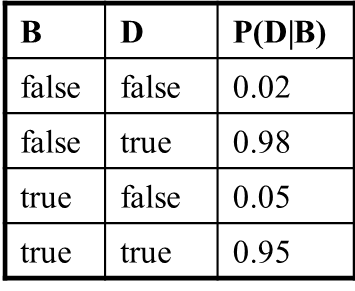 B D P(D|B)
false false 0.02
false true 0.98
true false 0.05
true true 0.95